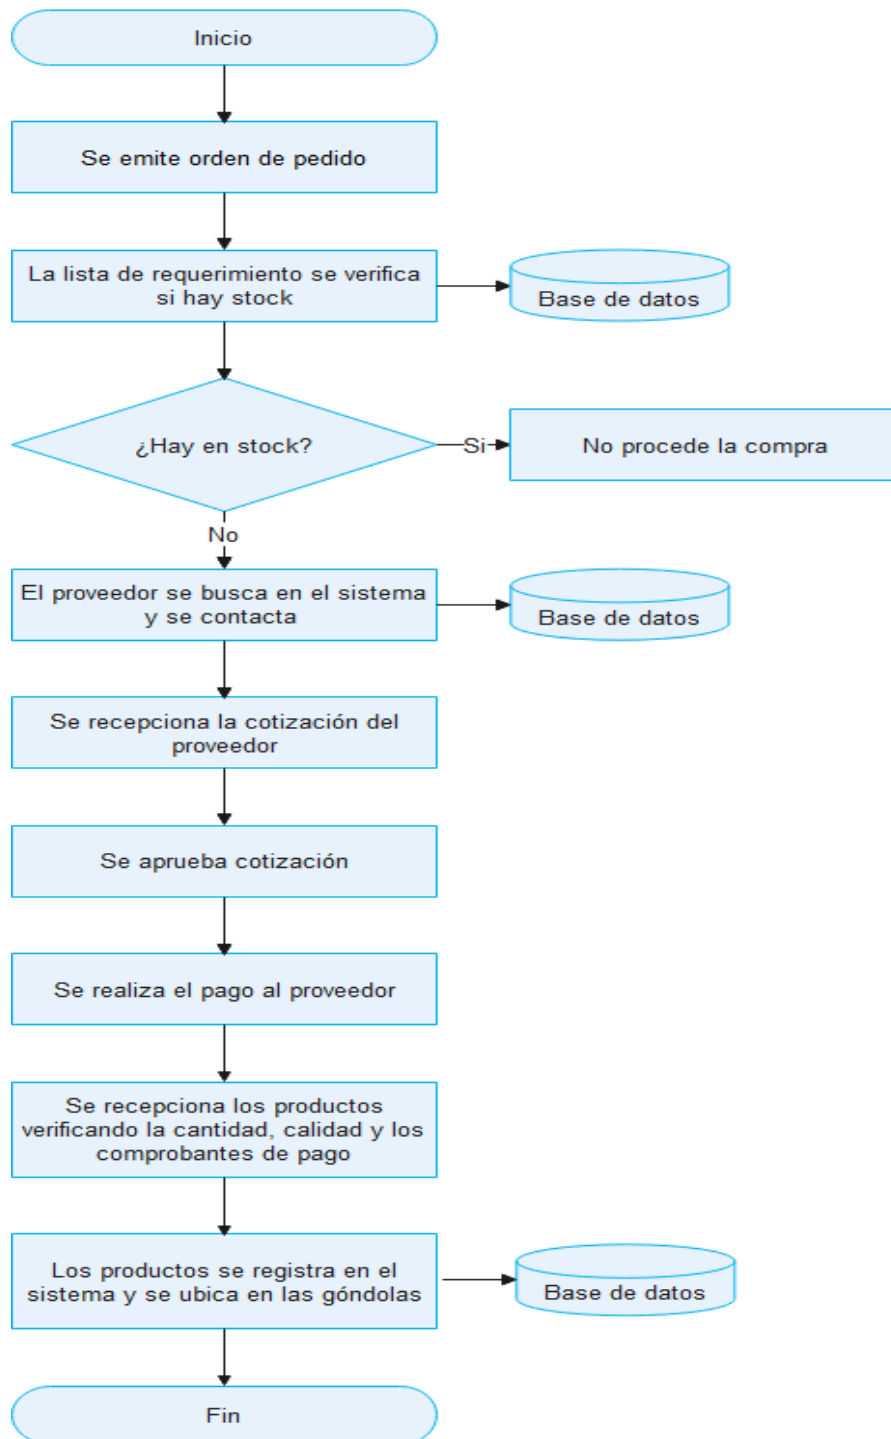 Inicio
Se emite orden de pedido
La lista de requerimiento se verifica
si hay stock
Base de datos
¿Hay en stock?
Si
No procede la compra
No
El proveedor se busca en el sistema
y se contacta
Base de datos
Se recepciona la cotización del
proveedor
Se aprueba cotización
Se realiza el pago al proveedor
Se recepciona los productos
verificando la cantidad, calidad y los
comprobantes de pago
Los productos se registra en el
sistema y se ubica en las góndolas
Base de datos
Fin